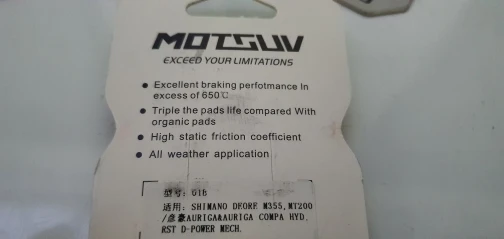 MOTSUV
EXCEED YOUR LIMITATIONS
● Excellent braking perfotmance In
excess of 650℃
● Triple the pads life compared With
organic pads
● High static friction coefficient
● All weather application
型号: 01B
适用: SHIMANO DEORE M355, MT200
/彦豪AURIGA&AURIGA COMPA HYD,
RST D-POWER MECH.